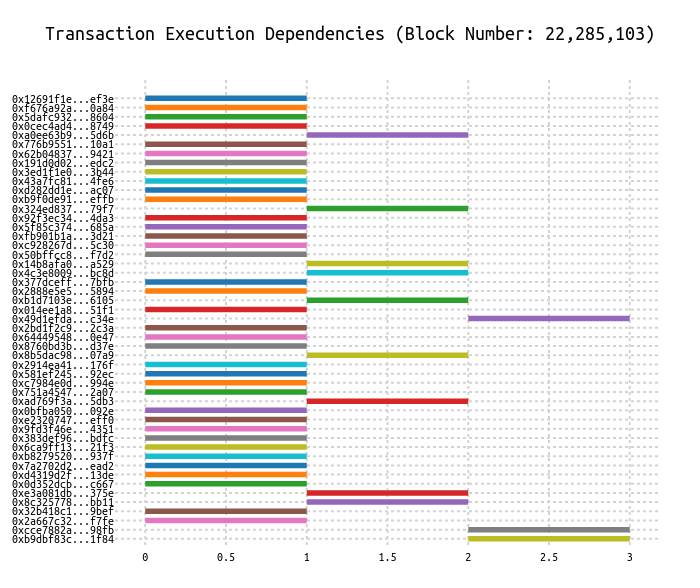 Transaction Execution Dependencies (Block Number: 22,285,103)
0x12691f1e...ef3e
0xf676a92a...0a84
0x5dafc932...8604
0x0cec4ad4...8749
0xa0ee63b9...5d6b
0x776b9551...10a1
0x62b04837...9421
0x191d0d02...edc2
0x3ed1f1e0...3b44
0x43a7fc81...4fe6
0xd282dd1e...ac07
0xb9f0de91...effb
0x324ed837...79f7
0x92f3ec34...4da3
0x5f85c374...685a
0xfb901b1a...3d21
0xc928267d...5c30
0x50bffcc8...f7d2
0x14b8afa0...a529
0x4c3e8009...bc8d
0x377dceff...7bfb
0x2888e5e5...5894
0xb1d7103e...6105
0x014ee1a8...51f1
0x49d1efda...c34e
0x2bd1f2c9...2c3a
0x64449548...0e47
0x8760bd3b...d37e
0x8b5dac98...07a9
0x2914ea41...176f
0x581ef245...92ec
0xc7984e0d...994e
0x751a4547...2a07
0xad769f3a...5db3
0x0bfba050...092e
0xe2320747...eff0
0x9fd3f46e...4351
0x383def96...bdfc
0x6ca9ff13...21f3
0xb8279520...937f
0x7a2702d2...ead2
0xd4319d2f...13de
0x0d352dcb...c667
0xe3a081db...375e
0x8c325778...bb11
0x32b418c1...9bef
0x2a667c32...f7fe
0xcce7882a...98fb
0xb9dbf83c...1f84
0 0.5 1 1.5 2 2.5 3